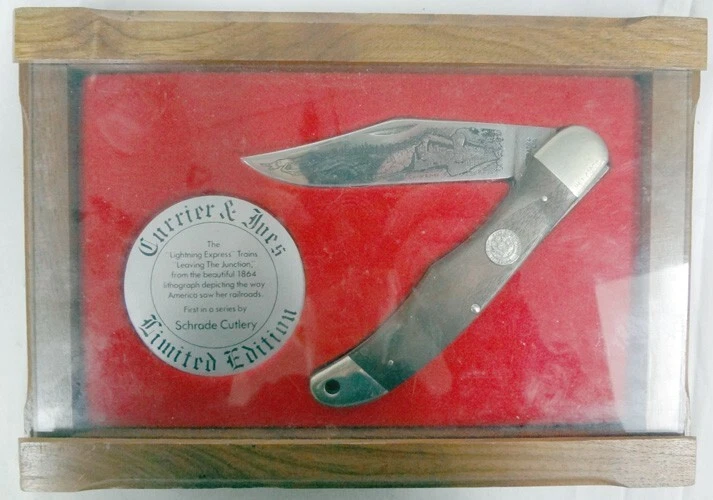 Currier & Ives
The
"Lightning Express" Trains
"Leaving The Junction,"
from the beautiful 1864
lithograph depicting the way
America saw her railroads.
First in a series by
Schrade Cutlery
Limited Edition